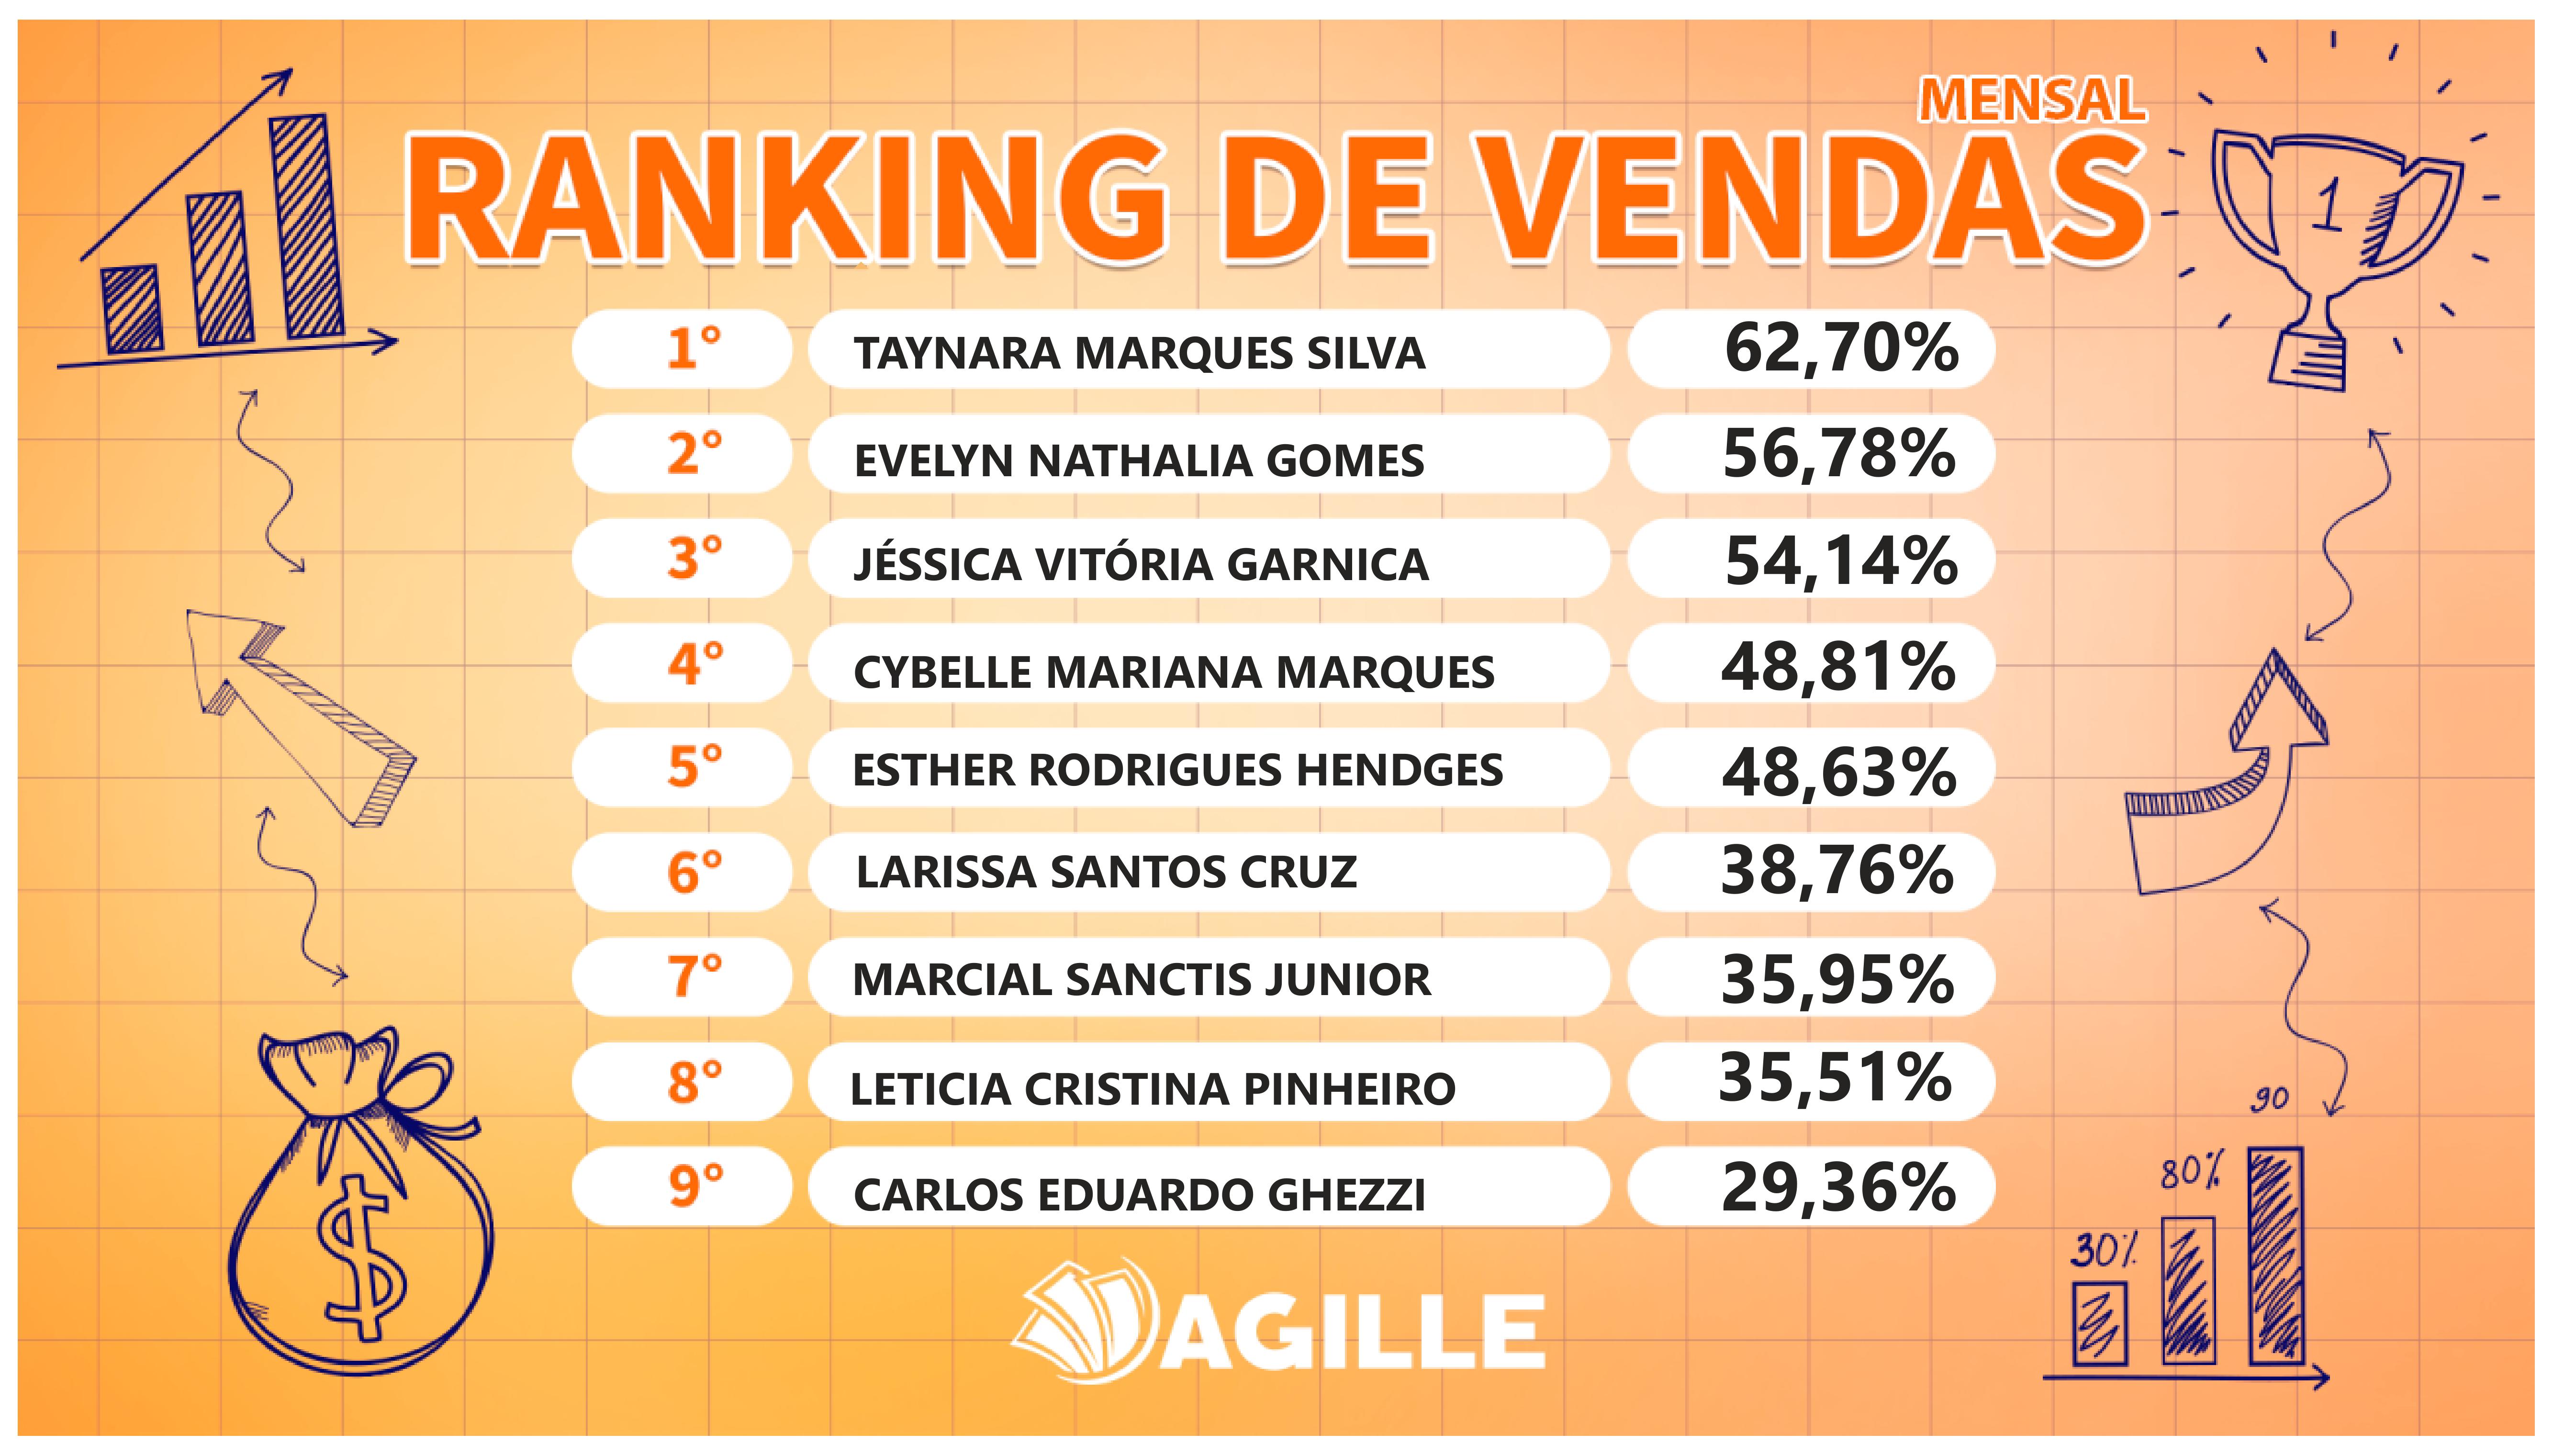 MENSAL
RANKING DE VENDAS
1
1° TAYNARA MARQUES SILVA 62,70%
2° EVELYN NATHALIA GOMES 56,78%
3° JÉSSICA VITÓRIA GARNICA 54,14%
4° CYBELLE MARIANA MARQUES 48,81%
5° ESTHER RODRIGUES HENDGES 48,63%
6° LARISSA SANTOS CRUZ 38,76%
7° MARCIAL SANCTIS JUNIOR 35,95%
8° LETICIA CRISTINA PINHEIRO 35,51%
9° CARLOS EDUARDO GHEZZI 29,36%
90
80%
30%
$
AGILLE